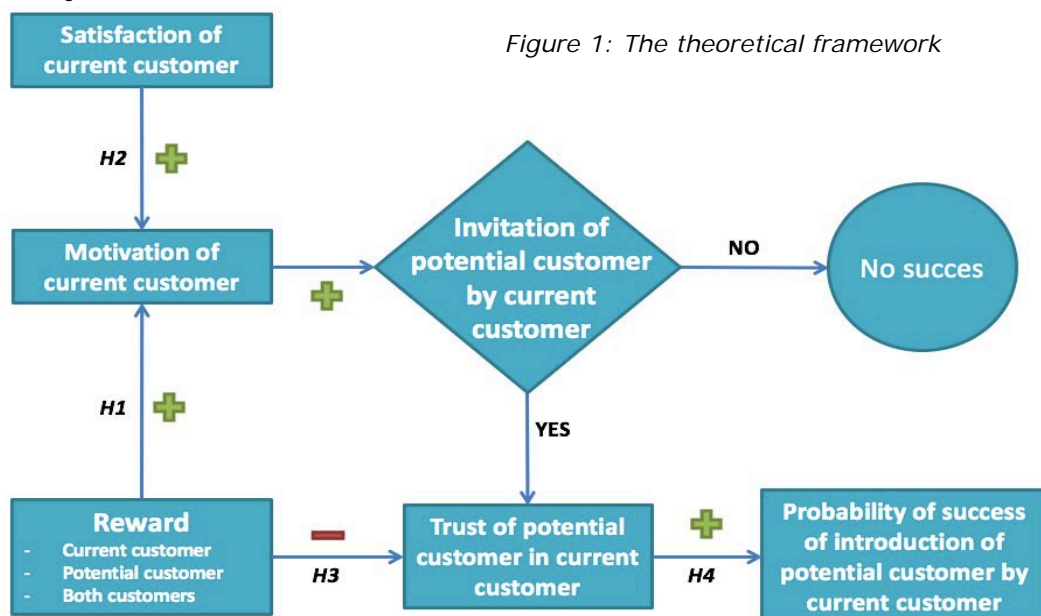 Satisfaction of
current customer
Figure 1: The theoretical framework
H2
Motivation of
current customer
Invitation of
potential customer
by current
customer
NO
No succes
H1
YES
Reward
- Current customer
- Potential customer
- Both customers
H3
Trust of potential
customer in current
customer
H4
Probability of success
of introduction of
potential customer by
current customer